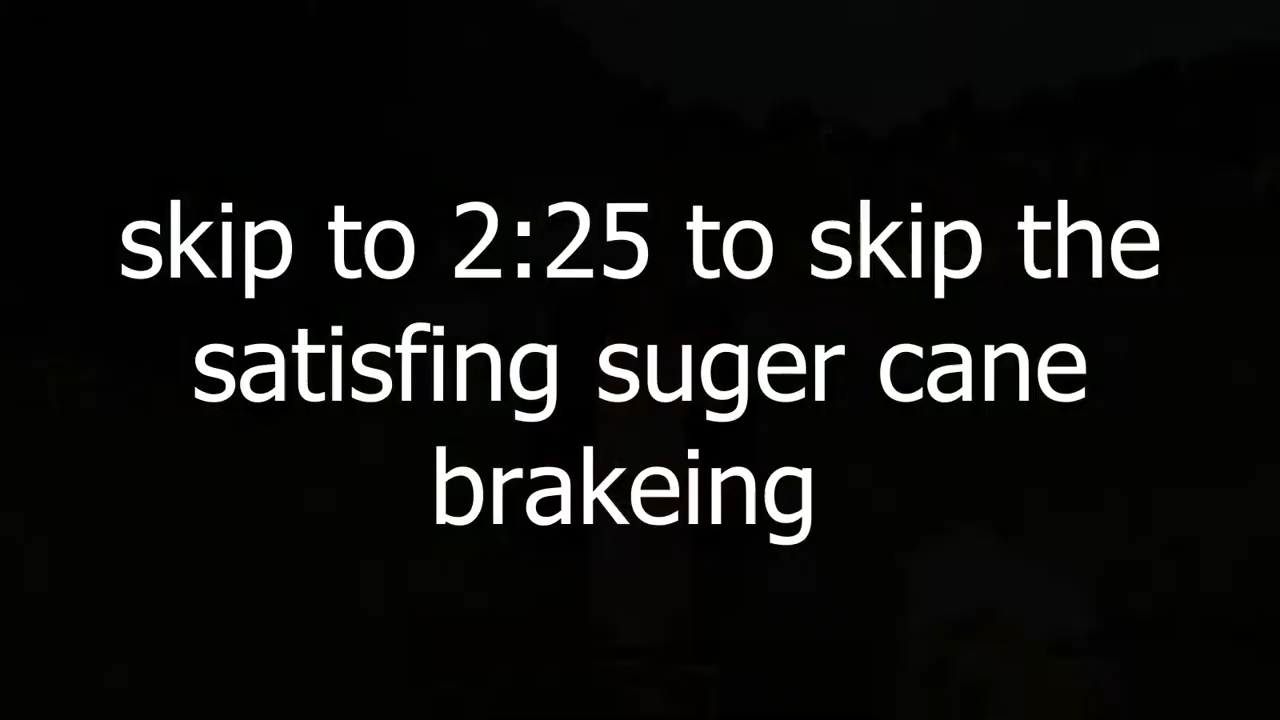 skip to 2:25 to skip the
satisfing suger cane
brakeing